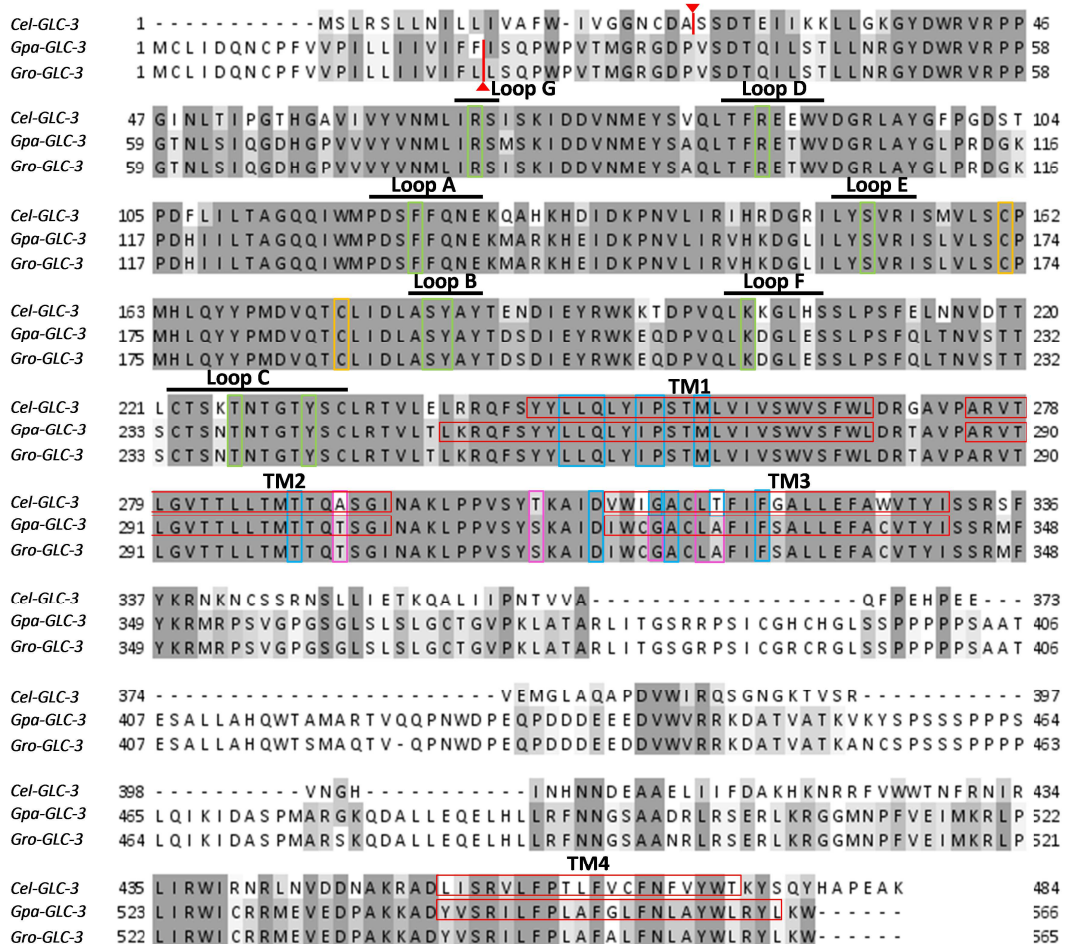 Cel-GLC-3 1 -----------MSLRSLLNILLIVAFW-IVGGNCDASSDTEIIKKLLGKGYDWRVRPP 46
Gpa-GLC-3 1 MCLIDQNCPFVVPILLIIVIFFISQPWPVTMGRGDPVSDTQILSTLLNRGYDWRVRPP 58
Gro-GLC-3 1 MCLIDQNCPFVVPILLIIVIFLLSQPWPVTMGRGDPVSDTQILSTLLNRGYDWRVRPP 58
Loop G Loop D
Cel-GLC-3 47 GINLTIPGTHGAVIVYVNMLIRSISKIDDVNMEYSVQLTFREEWVDGRLAYGFPGDST 104
Gpa-GLC-3 59 GTNLSIQGDHGPVVVYVNMLIRSMSKIDDVNMEYSAQLTFRETWVDGRLAYGLPRDGK 116
Gro-GLC-3 59 GTNLSIQGDHGPVVVYVNMLIRSISKIDDVNMEYSAQLTFRETWVDGRLAYGLPRDGK 116
Loop A Loop E
Cel-GLC-3 105 PDFLILTAGQQIWMPDSFFQNEKQAHKHDIDKPNVLIRIHRDGRILYSVRISMVLSCP 162
Gpa-GLC-3 117 PDHIILTAGQQIWMPDSFFQNEKMARKHEIDKPNVLIRVHKDGLILYSVRISLVLSCP 174
Gro-GLC-3 117 PDHIILTAGQQIWMPDSFFQNEKMARKHEIDKPNVLIRVHKDGLILYSVRISLVLSCP 174
Loop B Loop F
Cel-GLC-3 163 MHLQYYPMDVQTCLIDLASYAYTENDIEYRWKKTDPVQLKKGLHSSLPSFELNNVDTT 220
Gpa-GLC-3 175 MHLQYYPMDVQTCLIDLASYAYTDSDIEYRWKEQDPVQLKDGLESSLPSFQLTNVSTT 232
Gro-GLC-3 175 MHLQYYPMDVQTCLIDLASYAYTDSDIEYRWKEQDPVQLKDGLESSLPSFQLTNVSTT 232
Loop C TM1
Cel-GLC-3 221 LCTSKTNTGTYSCLRTVLELRRQFSYYLLQLYIPSTMLVIVSWVSFWLDRGAVPARVT 278
Gpa-GLC-3 233 SCTSNTNTGTYSCLRTVLTLKRQFSYYLLQLYIPSTMLVIVSWVSFWLDRTAVPARVT 290
Gro-GLC-3 233 SCTSNTNTGTYSCLRTVLTLKRQFSYYLLQLYIPSTMLVIVSWVSFWLDRTAVPARVT 290
TM2 TM3
Cel-GLC-3 279 LGVTTLLTMTTQASGINAKLPPVSYTKAIDVWIGACLTFIFGALLEFAWVTYISSRSF 336
Gpa-GLC-3 291 LGVTTLLTMTTQTSGINAKLPPVSYSKAIDIWCGACLAFIFSALLEFACVTYISSRMF 348
Gro-GLC-3 291 LGVTTLLTMTTQTSGINAKLPPVSYSKAIDIWCGACLAFIFSALLEFACVTYISSRMF 348
Cel-GLC-3 337 YKRNKNCSSRNSLLIETKQALIIPNTVVA------------------QFPEHPEE--- 373
Gpa-GLC-3 349 YKRMRPSVGPGSGLSLSLGCTGVPKLATARLITGSRRPSICGHCHGLSSPPPPPSAAT 406
Gro-GLC-3 349 YKRMRPSVGPGSGLSLSLGCTGVPKLATARLITGSGRPSICGRCRGLSSPPPPPSAAT 406
Cel-GLC-3 374 -----------------------VEMGLAQAPDVWIRQSGNGKTVSR----------- 397
Gpa-GLC-3 407 ESALLAHQWTAMARTVQQPNWDPEQPDDDEEEDVWVRRKDATVATKVKYSPSSSPPPS 464
Gro-GLC-3 407 ESALLAHQWTSMAQTV-QPNWDPEQPDDDEEDDVWVRRKDATVATKANCSPSSSPPPP 463
Cel-GLC-3 398 ----------VNGH-----------INHNNDEAAELIIFDAKHKNRRFVWWTNFRNIR 434
Gpa-GLC-3 465 LQIKIDASPMARGKQDALLEQELHLLRFNNGSAADRLRSERLKRGGMNPFVEIMKRLP 522
Gro-GLC-3 464 LQIKIDASPMARSKQDALLEQELHLLRFNNGSAANRLRSERLKRGGMNPFVEIMKRLP 521
TM4
Cel-GLC-3 435 LIRWIRNRLNVDDNAKRADLISRVLFPTLFVCFNFVYWTKYSQYHAPEAK 484
Gpa-GLC-3 523 LIRWICRRMEVEDPAKKADYVSRILFPLAFGLFNLAYWLRYLKW------ 566
Gro-GLC-3 522 LIRWICRRMEVEDPAKKADYVSRILFPLAFALFNLAYWLRYLKW------ 565